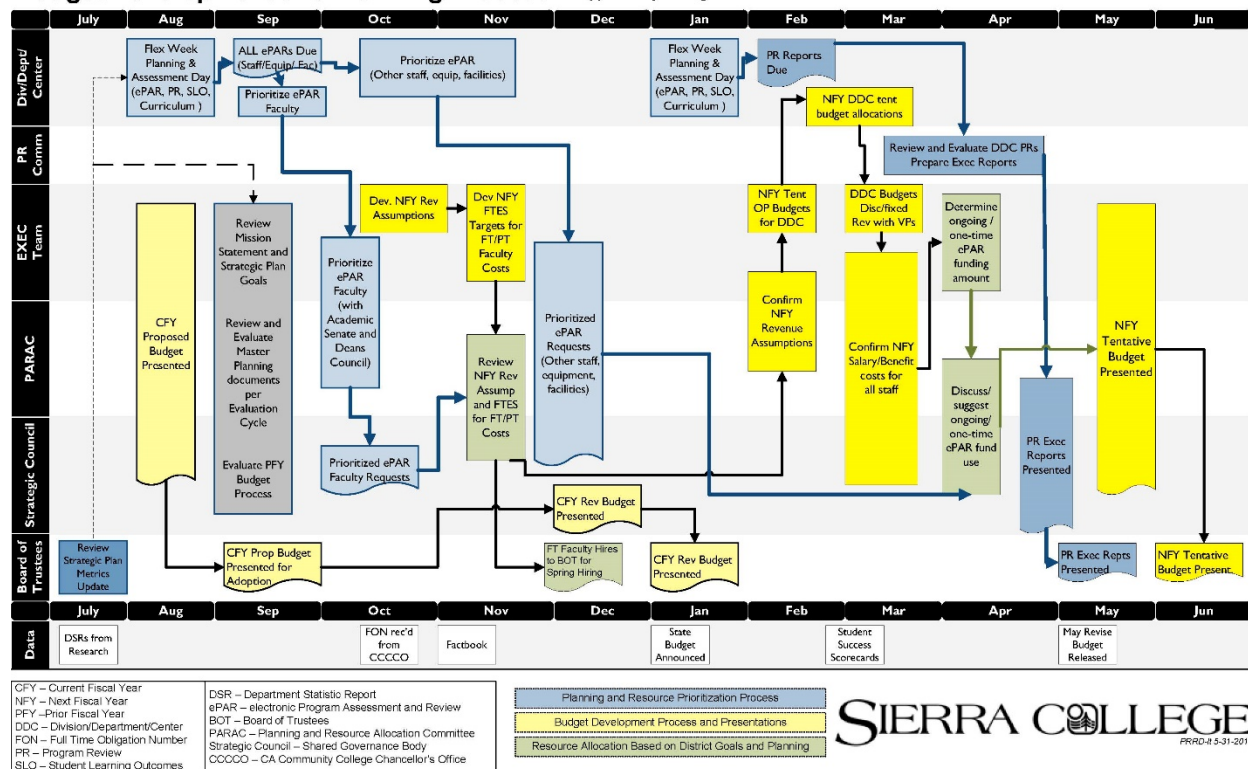 July Aug Sep Oct Nov Dec Jan Feb Mar Apr May Jun
Div/Dept/
Center
Flex Week
Planning &
Assessment Day
(ePAR, PR, SLO,
Curriculum )
ALL ePARs Due
(Staff/Equip/ Fac)
Prioritize ePAR
Faculty
Prioritize ePAR
(Other staff, equip, facilities)
Flex Week
Planning &
Assessment Day
(ePAR, PR, SLO,
Curriculum )
PR Reports
Due
NFY DDC tent
budget allocations
PR
Comm
Review and Evaluate DDC PRs
Prepare Exec Reports
EXEC
Team
Review
Mission
Statement and
Strategic Plan
Goals
Review and
Evaluate
Master
Planning
documents
per
Evaluation
Cycle
Evaluate PFY
Budget
Process
Dev. NFY Rev
Assumptions
Dev NFY
FTES
Targets for
FT/PT
Faculty
Costs
Prioritize
ePAR
Faculty
(with
Academic
Senate and
Deans
Council)
NFY Tent
OP Budgets
for DDC
DDC Budgets
Disc/fixed
Rev with VPs
Determine
ongoing /
one-time
ePAR
funding
amount
Confirm
NFY
Revenue
Assumptions
PARAC
CFY
Proposed
Budget
Presented
Review
NFY Rev
Assump
and FTES
for FT/PT
Costs
Prioritized
ePAR
Requests
(Other staff,
equipment,
facilities)
Confirm NFY
Salary/Benefit
costs for
all staff
Discuss/
suggest
ongoing/
one-time
ePAR fund
use
NFY
Tentative
Budget
Presented
Strategic Council
Prioritized ePAR
Faculty Requests
CFY Rev Budget
Presented
PR Exec
Reports
Presented
Board of
Trustees
Review
Strategic Plan
Metrics
Update
CFY Prop Budget
Presented for
Adoption
FT Faculty Hires
to BOT for
Spring Hiring
CFY Rev Budget
Presented
PR Exec Repts
Presented
NFY Tentative
Budget Present.
July Aug Sep Oct Nov Dec Jan Feb Mar Apr May Jun
Data
DSRs from
Research
FON rec'd
from
CCCCO
Factbook
State
Budget
Announced
Student
Success
Scorecards
May Revise
Budget
Released
CFY – Current Fiscal Year
NFY – Next Fiscal Year
PFY –Prior Fiscal Year
DDC – Division/Department/Center
FON – Full Time Obligation Number
PR – Program Review
SLO – Student Learning Outcomes
DSR – Department Statistic Report
ePAR – electronic Program Assessment and Review
BOT – Board of Trustees
PARAC – Planning and Resource Allocation Committee
Strategic Council – Shared Governance Body
CCCCO – CA Community College Chancellor's Office
Planning and Resource Prioritization Process
Budget Development Process and Presentations
Resource Allocation Based on District Goals and Planning
SIERRA COLLEGE
PRRD-lt 5-31-201